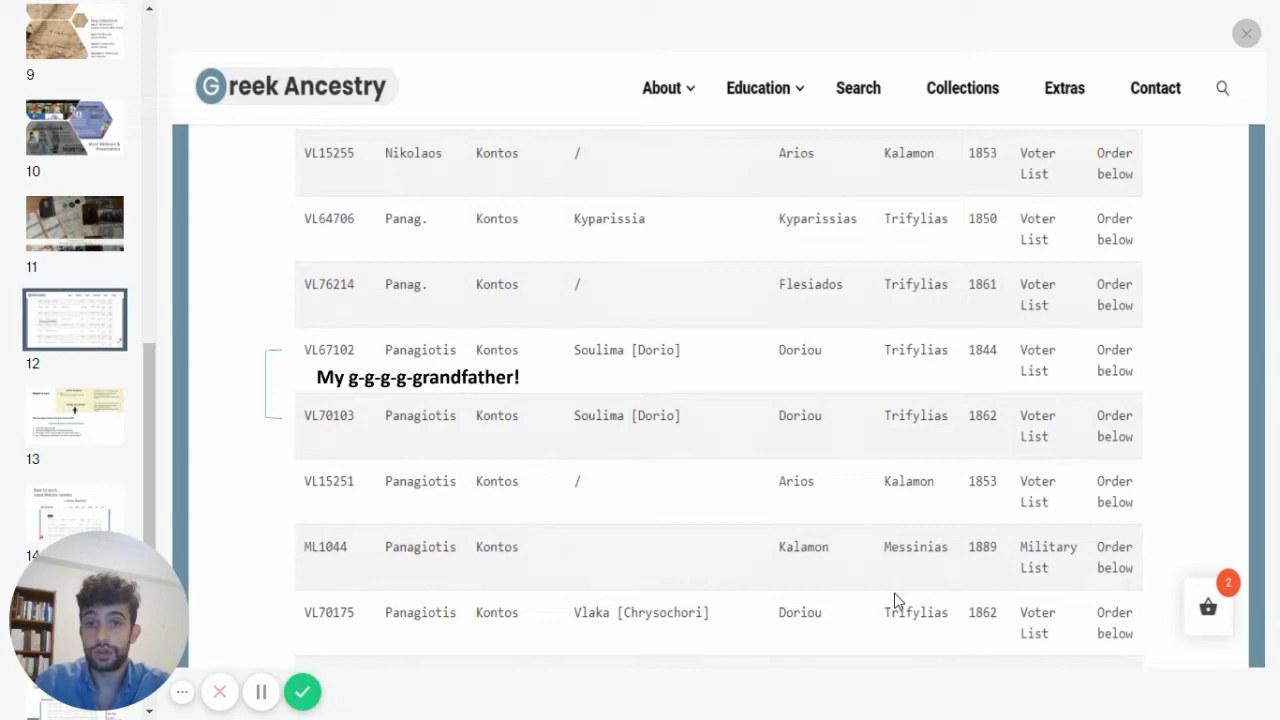 Greek Ancestry
About Education Search Collections Extras Contact
VL15255 Nikolaos Kontos / Arios Kalamon 1853 Voter List Order below
VL64706 Panag. Kontos Kyparissia Kyparissias Trifylias 1850 Voter List Order below
VL76214 Panag. Kontos / Flesiados Trifylias 1861 Voter List Order below
VL67102 Panagiotis Kontos Soulima [Dorio] Doriou Trifylias 1844 Voter List Order below
My g-g-g-g-grandfather!
VL70103 Panagiotis Kontos Soulima [Dorio] Doriou Trifylias 1862 Voter List Order below
VL15251 Panagiotis Kontos / Arios Kalamon 1853 Voter List Order below
ML1044 Panagiotis Kontos Kalamon Messinias 1889 Military List Order below
VL70175 Panagiotis Kontos Vlaka [Chrysochori] Doriou Trifylias 1862 Voter List Order below
2
9
10
11
12
13
14